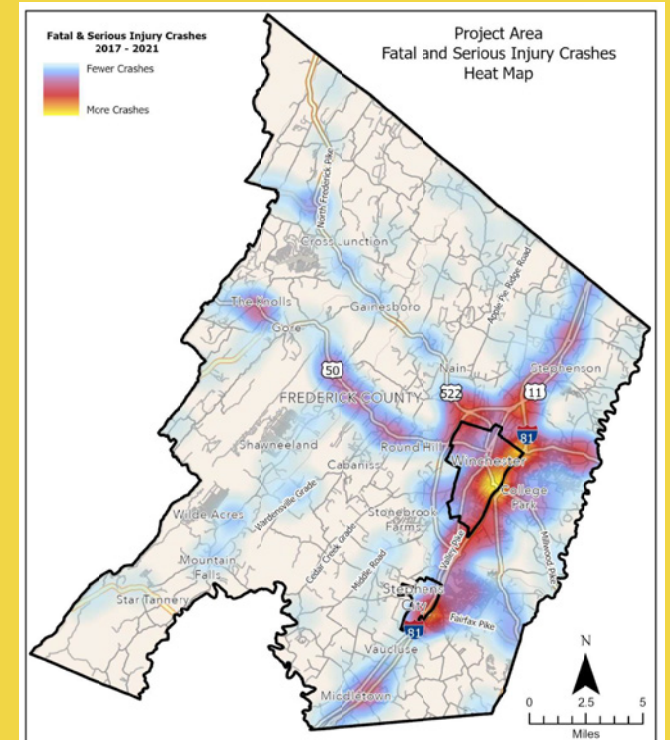 Fatal & Serious Injury Crashes
2017 - 2021
Fewer Crashes
More Crashes
Project Area
Fatal and Serious Injury Crashes
Heat Map
North Frederick Pike
Cross Junction
Apple Pie Ridge Road
The Knolls
Gainesboro
Gore
50
Nain
Stephenson
522
11
FREDERICK COUNTY
81
Shawneeland
Round Hill
Winchester
Cabaniss
College
Park
Wardensville Grade
Wilde Acres
Stonebrook
Farms
Cedar Creek Grade
Middle Road
Valley Pike
Millwood Pike
Mountain
Falls
Star Tannery
Stephens
City
81
Fairfax Pike
Vaucluse
Middletown
N
0 2.5 5
Miles